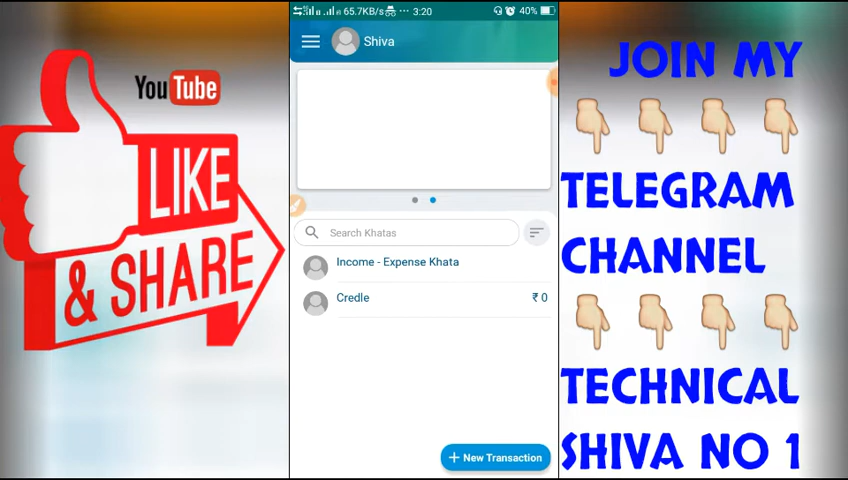 YouTube
LIKE
& SHARE
65.7KB/s
3:20
40%
Shiva
Search Khatas
Income - Expense Khata
Credle
₹ 0
+ New Transaction
JOIN MY
TELEGRAM
CHANNEL
TECHNICAL
SHIVA NO 1